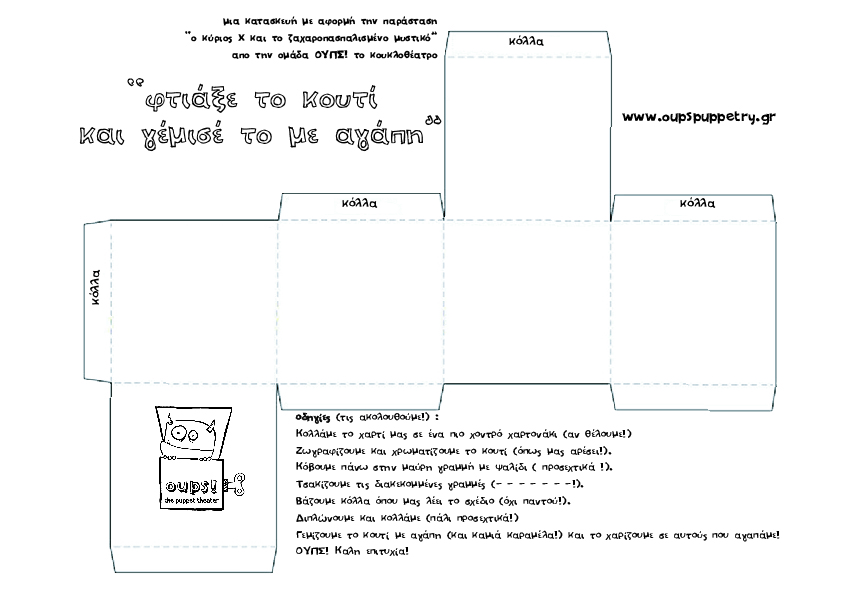 μια κατασκευή με αφορμή την παράσταση
"ο κύριος Χ και το ζαχαροπασπαλισμένο μυστικό"
απο την ομάδα ΟΥΠΣ! το κουκλοθέατρο
"φτιάξε το κουτί
και γέμισέ το με αγάπη"
κόλλα
www.oupspuppetry.gr
κόλλα
κόλλα
κόλλα
oups!
the puppet theater
οδηγίες (τις ακολουθούμε!) :
Κολλάμε το χαρτί μας σε ένα πιο χοντρό χαρτονάκι (αν θέλουμε!)
Ζωγραφίζουμε και χρωματίζουμε το κουτί (όπως μας αρέσει!).
Κόβουμε πάνω στην μαύρη γραμμή με ψαλίδι ( προσεχτικά !).
Τσακίζουμε τις διακεκομμένες γραμμές (- - - - - - -!).
Βάζουμε κόλλα όπου μας λέει το σχέδιο (όχι παντού!).
Διπλώνουμε και κολλάμε (πάλι προσεχτικά!)
Γεμίζουμε το κουτί με αγάπη (και καμιά καραμέλα!) και το χαρίζουμε σε αυτούς που αγαπάμε!
ΟΥΠΣ! Καλη επιτυχία!